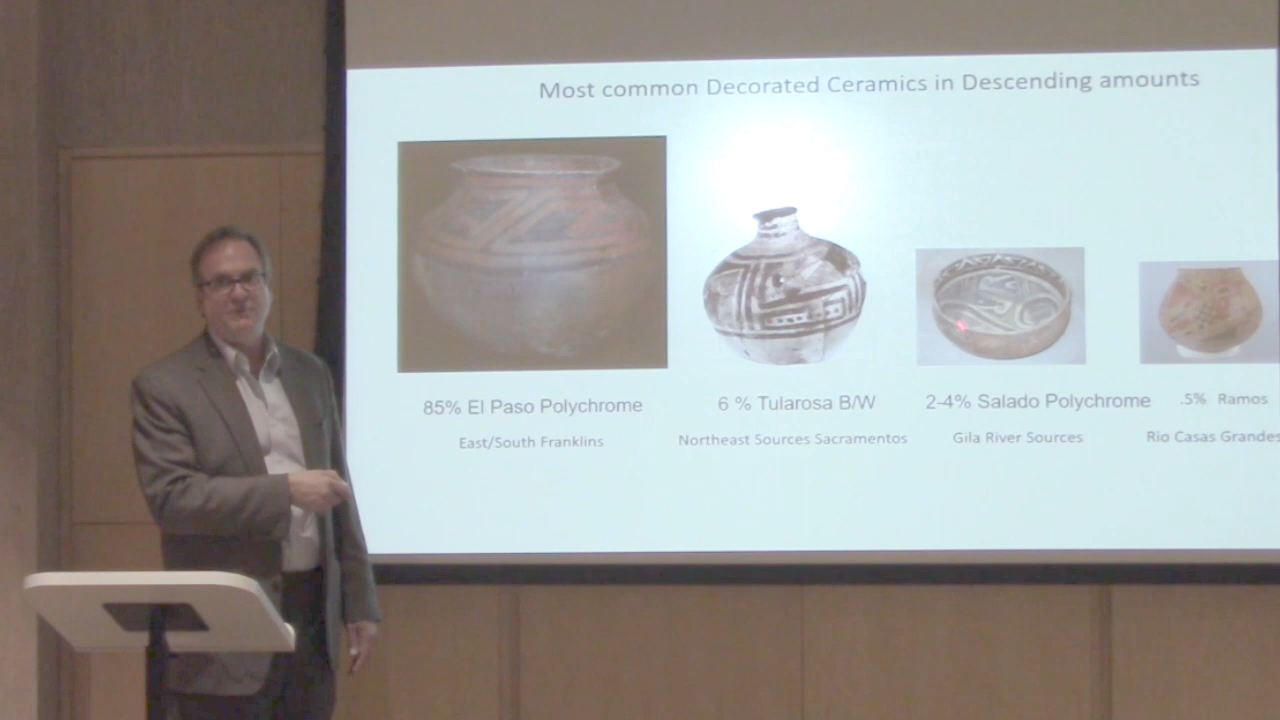 Most common Decorated Ceramics in Descending amounts
85% El Paso Polychrome
East/South Franklins
6 % Tularosa B/W
Northeast Sources Sacramentos
2-4% Salado Polychrome
Gila River Sources
.5% Ramos
Rio Casas Grandes